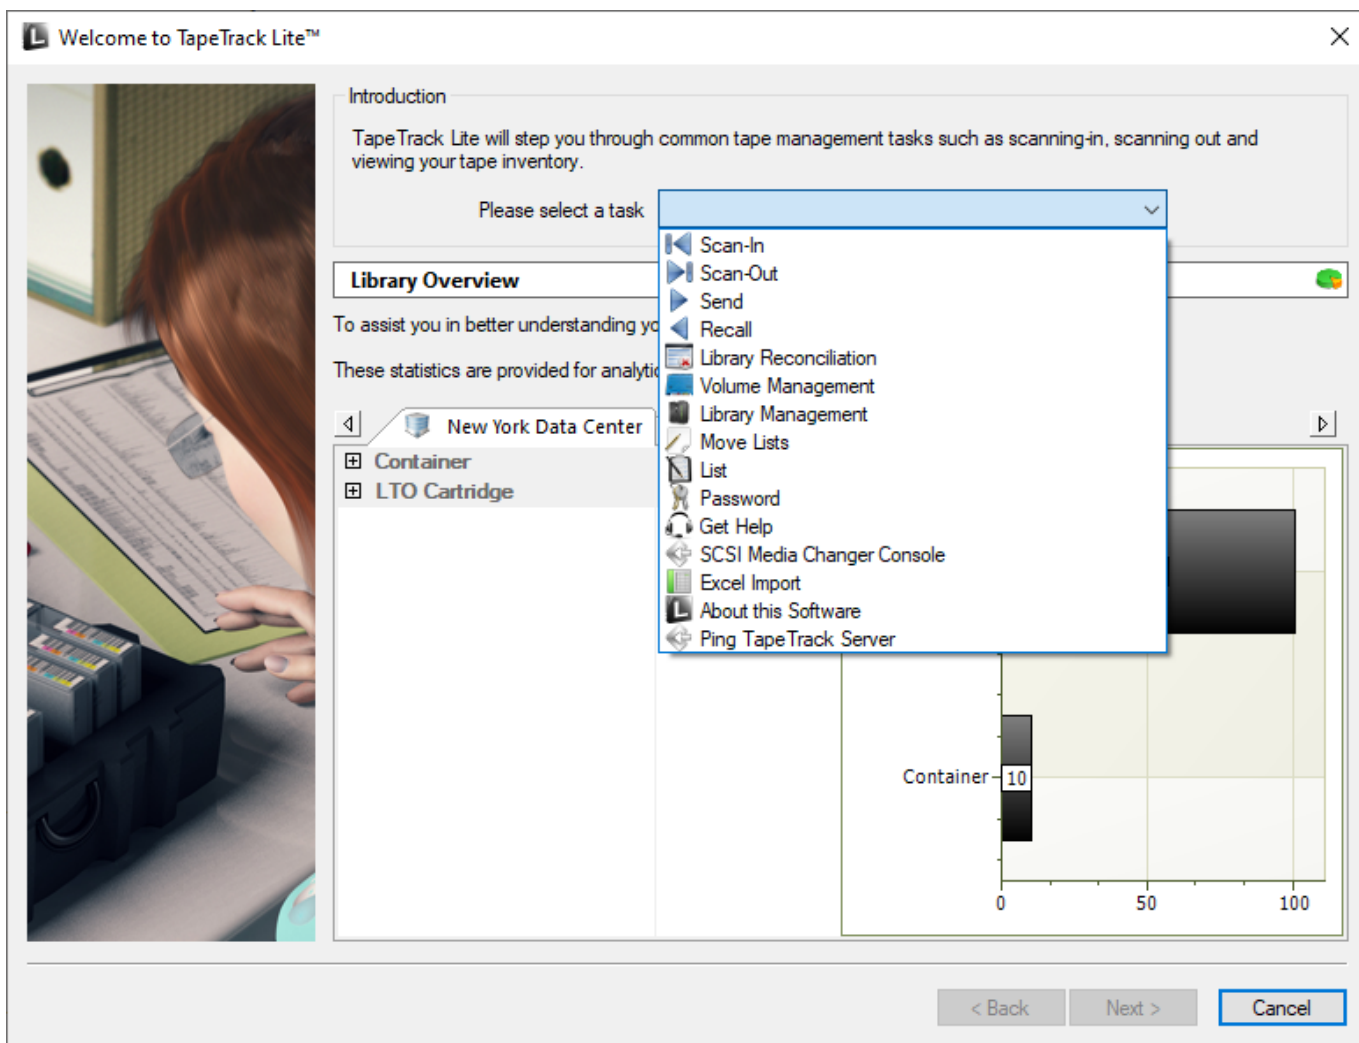 Welcome to TapeTrack Lite™
Introduction
TapeTrack Lite will step you through common tape management tasks such as scanning-in, scanning out and
viewing your tape inventory.
Please select a task
Scan-In
Scan-Out
Send
Recall
Library Reconciliation
Volume Management
Library Management
Move Lists
List
Password
Get Help
SCSI Media Changer Console
Excel Import
About this Software
Ping TapeTrack Server
Library Overview
To assist you in better understanding
These statistics are provided for
New York Data Center
Container
LTO Cartridge
Container
10
0 50 100
< Back
Next >
Cancel